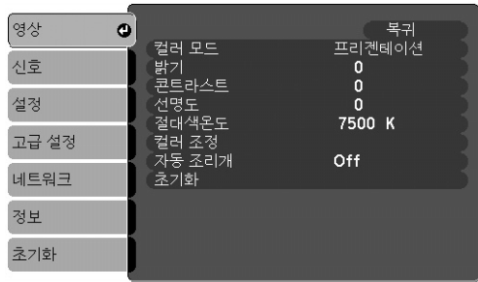 영상
신호
설정
고급 설정
네트워크
정보
초기화
복귀
컬러 모드 프리젠테이션
밝기 0
콘트라스트 0
선명도 0
절대색온도 7500 K
컬러 조정
자동 조리개 Off
초기화